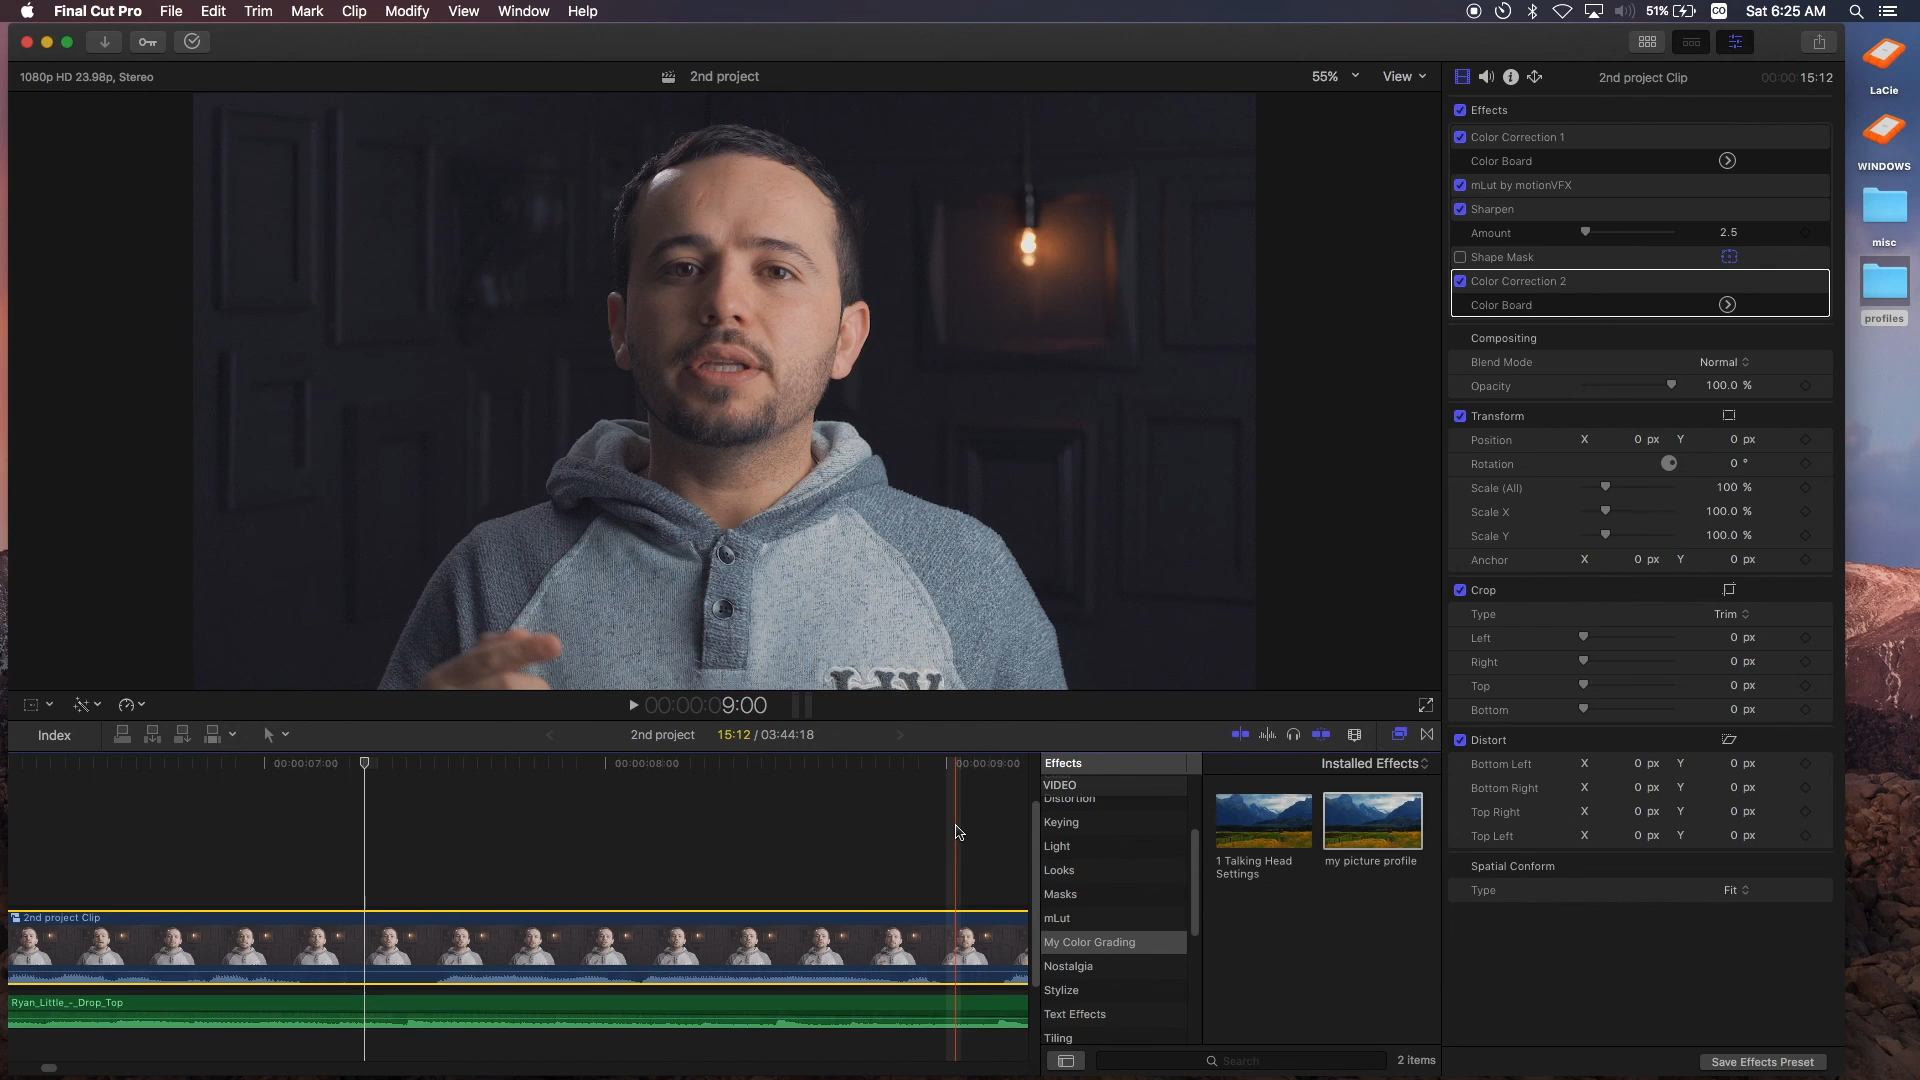 Final Cut Pro File Edit Trim Mark Clip Modify View Window Help 51% CO Sat 6:25 AM
1080p HD 23.98p, Stereo 2nd project 55% View 2nd project Clip 00:00:15:12
LaCie
WINDOWS
misc
profiles
Effects
Color Correction 1
Color Board
mLut by motionVFX
Sharpen
Amount 2.5
Shape Mask
Color Correction 2
Color Board
Compositing
Blend Mode Normal
Opacity 100.0 %
Transform
Position X 0 px Y 0 px
Rotation 0 °
Scale (All) 100 %
Scale X 100.0 %
Scale Y 100.0 %
Anchor X 0 px Y 0 px
Crop
Type Trim
Left 0 px
Right 0 px
Top 0 px
Bottom 0 px
Distort
Bottom Left X 0 px Y 0 px
Bottom Right X 0 px Y 0 px
Top Right X 0 px Y 0 px
Top Left X 0 px Y 0 px
Spatial Conform
Type Fit
Save Effects Preset
00:00:09:00
Index 2nd project 15:12 / 03:44:18
00:00:07:00 00:00:08:00 00:00:09:00
2nd project Clip
Ryan_Little_-_Drop_Top
Effects Installed Effects
VIDEO
Distortion
Keying
Light
Looks
Masks
mLut
My Color Grading
Nostalgia
Stylize
Text Effects
Tiling
1 Talking Head
Settings
my picture profile
Search 2 items